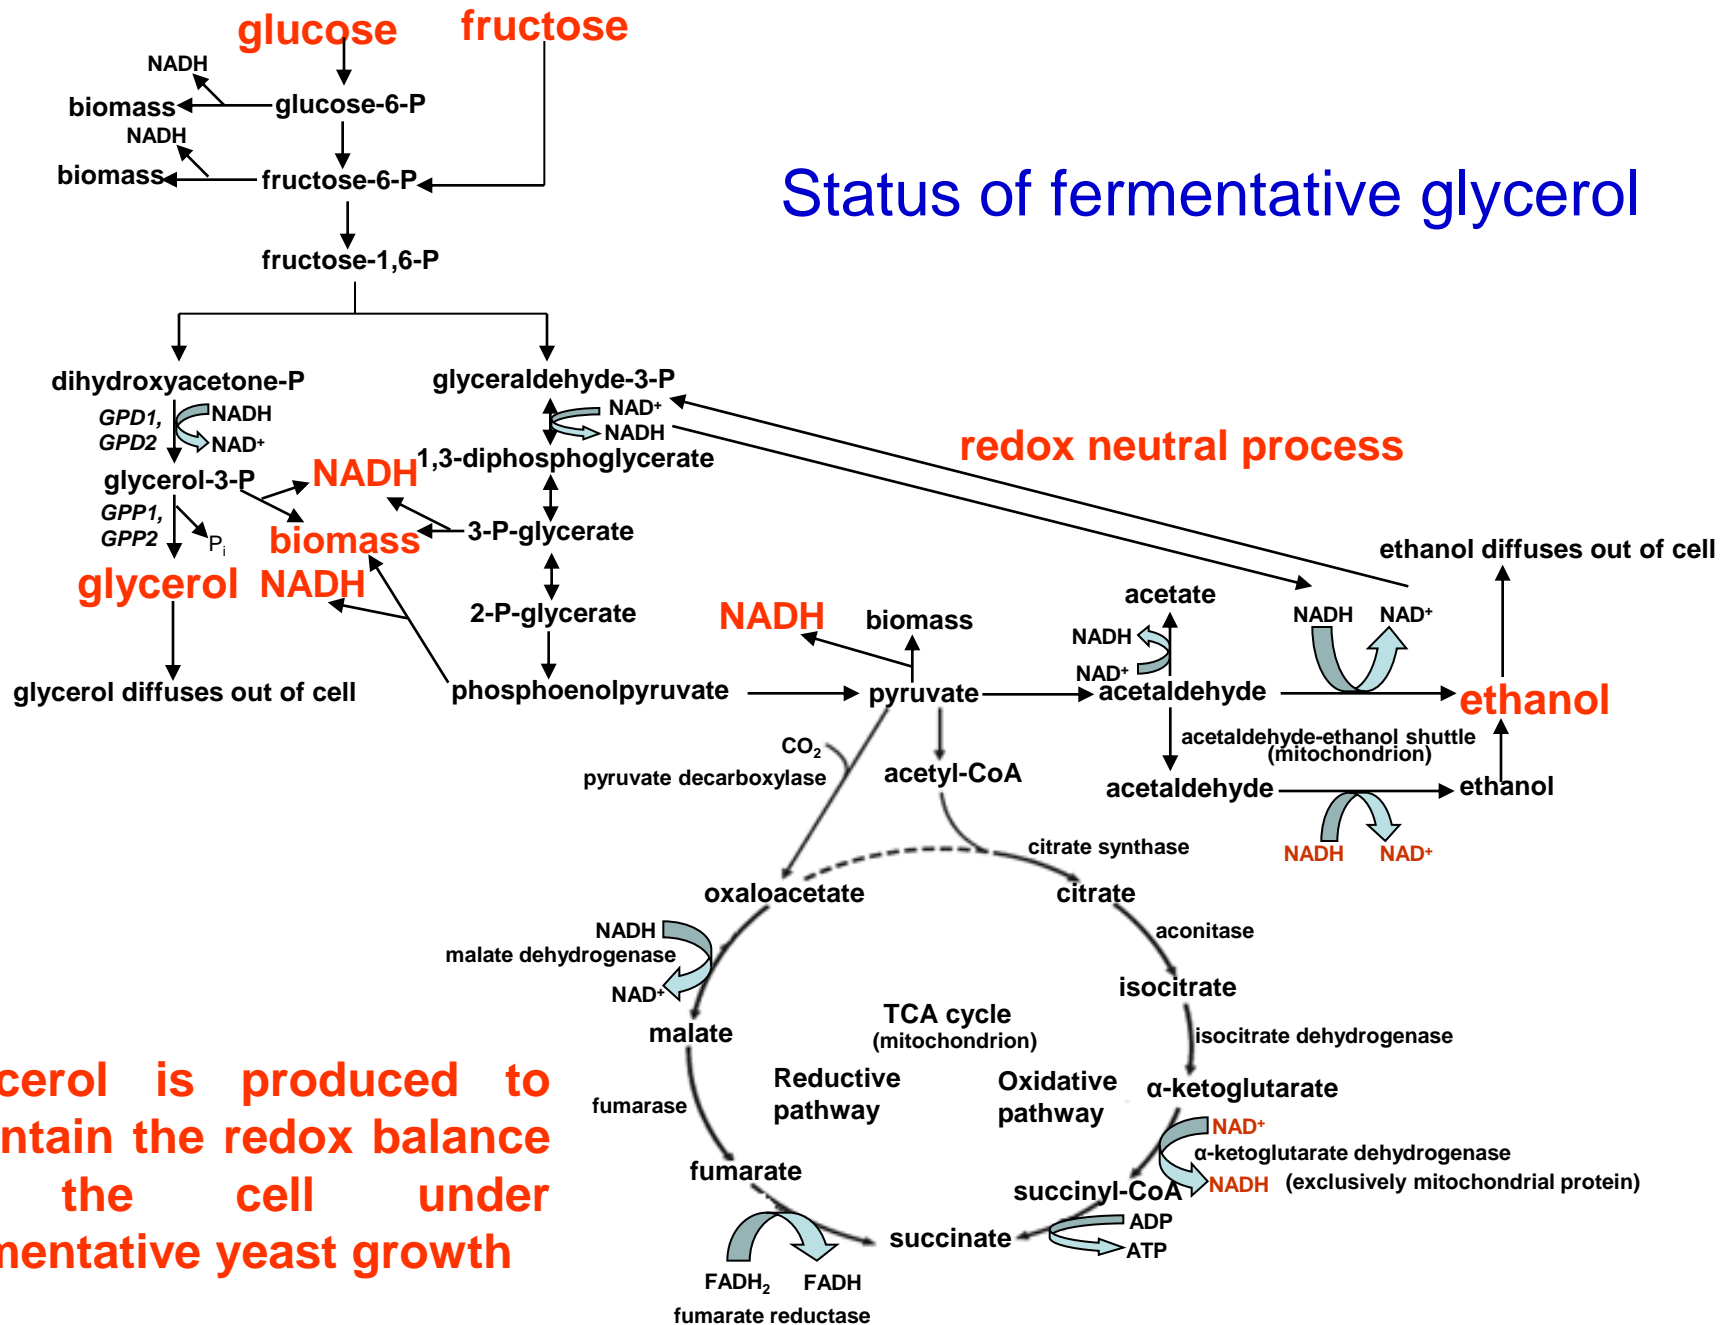 glucose fructose
NADH
biomass glucose-6-P
NADH
biomass fructose-6-P
Status of fermentative glycerol
fructose-1,6-P
dihydroxyacetone-P glyceraldehyde-3-P
GPD1, NADH NAD+
GPD2 NAD+ NADH
redox neutral process
glycerol-3-P NADH 1,3-diphosphoglycerate
GPP1,
GPP2 Pi biomass 3-P-glycerate
ethanol diffuses out of cell
glycerol NADH
2-P-glycerate NADH biomass acetate NADH NAD+
NADH
NAD+
glycerol diffuses out of cell phosphoenolpyruvate pyruvate acetaldehyde ethanol
acetaldehyde-ethanol shuttle
(mitochondrion)
CO2
pyruvate decarboxylase acetyl-CoA acetaldehyde ethanol
citrate synthase NADH NAD+
oxaloacetate citrate
NADH aconitase
malate dehydrogenase
NAD+ isocitrate
malate TCA cycle isocitrate dehydrogenase
(mitochondrion)
Reductive Oxidative α-ketoglutarate
pathway pathway
fumarase
NAD+
α-ketoglutarate dehydrogenase
fumarate succinyl-CoA NADH (exclusively mitochondrial protein)
ADP
succinate ATP
FADH2 FADH
fumarate reductase
cerol is produced to
ntain the redox balance
the cell under
mentative yeast growth